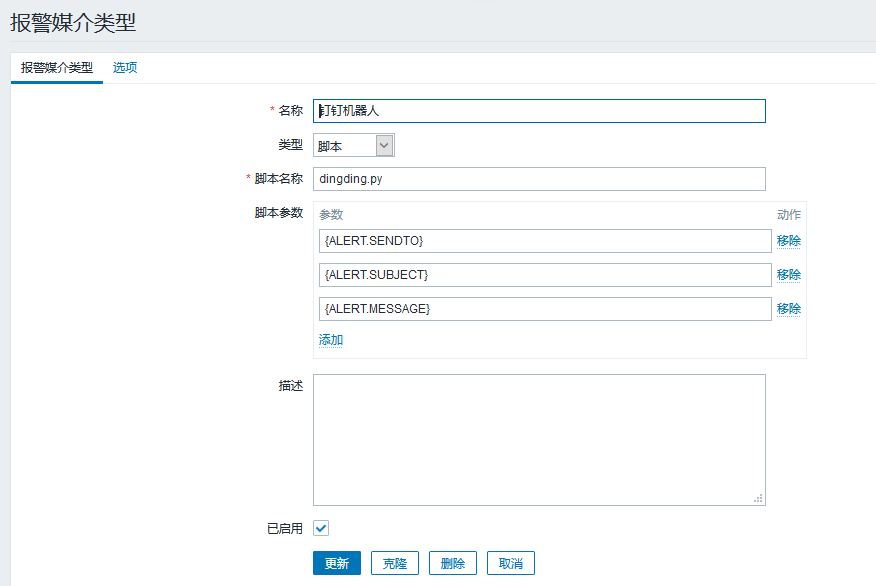 报警媒介类型
报警媒介类型 选项
* 名称 钉钉机器人
类型 脚本
* 脚本名称 dingding.py
脚本参数 参数 动作
{ALERT.SENDTO} 移除
{ALERT.SUBJECT} 移除
{ALERT.MESSAGE} 移除
添加
描述
已启用
更新 克隆 删除 取消